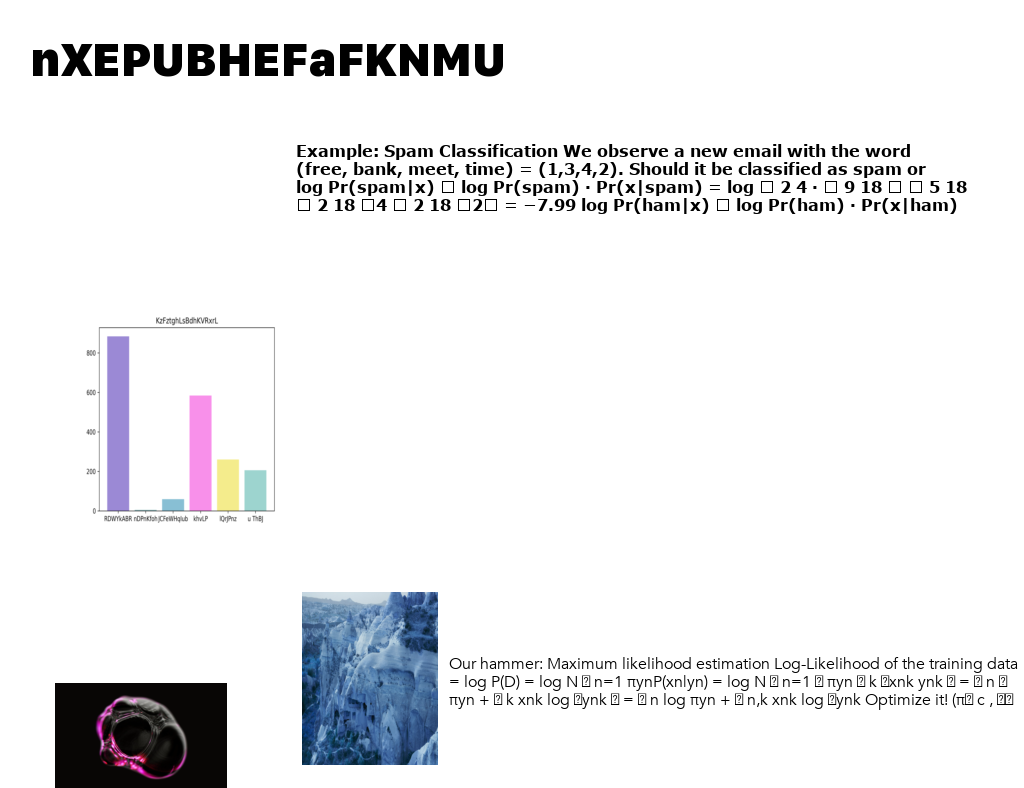 nXEPUBHEFaFKNMU
Example: Spam Classification We observe a new email with the word
(free, bank, meet, time) = (1,3,4,2). Should it be classified as spam or
log Pr(spam|x) □ log Pr(spam) · Pr(x|spam) = log □ 2 4 · □ 9 18 □ □ 5 18
□ 2 18 □4 □ 2 18 □2□ = −7.99 log Pr(ham|x) □ log Pr(ham) · Pr(x|ham)
KzFztghLsBdhKVRxrL
800
600
400
200
0
RDWYkABR nDPnKfoh JCFeWHqiub khvLP lQrJPnz u ThBJ
Our hammer: Maximum likelihood estimation Log-Likelihood of the training data
= log P(D) = log N □ n=1 πynP(xnlyn) = log N □ n=1 □ πyn □ k □xnk ynk □ = □ n □
πyn + □ k xnk log □ynk □ = □ n log πyn + □ n,k xnk log □ynk Optimize it! (π□ c , □□